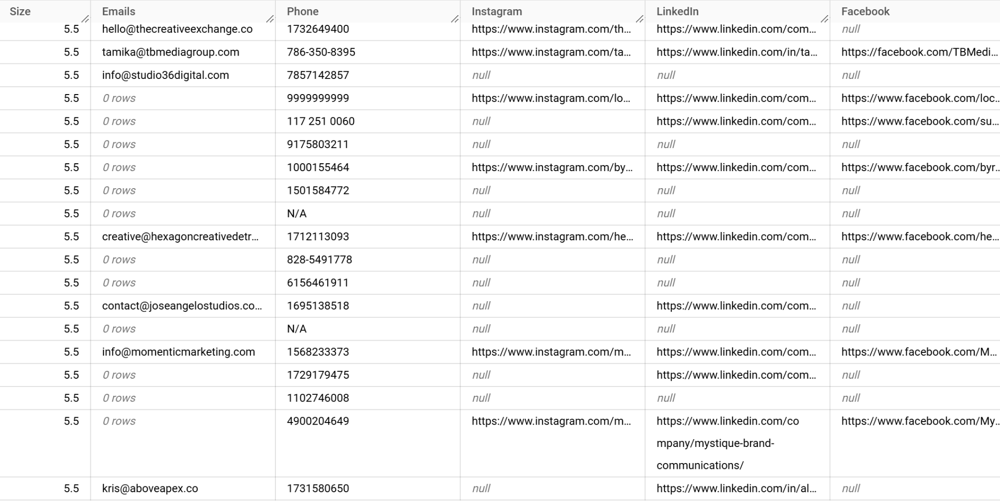 Size Emails Phone Instagram LinkedIn Facebook
5.5 hello@thecreativeexchange.co 1732649400 https://www.instagram.com/th... https://www.linkedin.com/com... null
5.5 tamika@tbmediagroup.com 786-350-8395 https://www.instagram.com/ta... https://www.linkedin.com/in/ta... https://facebook.com/TBMedi...
5.5 info@studio36digital.com 7857142857 null null null
5.5 0 rows 9999999999 https://www.instagram.com/lo... https://www.linkedin.com/com... https://www.facebook.com/loc...
5.5 0 rows 117 251 0060 null https://www.linkedin.com/com... https://www.facebook.com/su...
5.5 0 rows 9175803211 null null null
5.5 0 rows 1000155464 https://www.instagram.com/by... https://www.linkedin.com/com... https://www.facebook.com/byr...
5.5 0 rows 1501584772 null null null
5.5 0 rows N/A null null null
5.5 creative@hexagoncreativedetr... 1712113093 https://www.instagram.com/he... https://www.linkedin.com/com... https://www.facebook.com/he...
5.5 0 rows 828-5491778 null null null
5.5 0 rows 6156461911 null null null
5.5 contact@joseangelostudios.co... 1695138518 null https://www.linkedin.com/com... null
5.5 0 rows N/A null null null
5.5 info@momenticmarketing.com 1568233373 https://www.instagram.com/m... https://www.linkedin.com/com... https://www.facebook.com/M...
5.5 0 rows 1729179475 null https://www.linkedin.com/com... null
5.5 0 rows 1102746008 null null null
5.5 0 rows 4900204649 https://www.instagram.com/m... https://www.linkedin.com/co https://www.facebook.com/My...
mpany/mystique-brand-
communications/
5.5 kris@aboveapex.co 1731580650 null https://www.linkedin.com/in/al... null